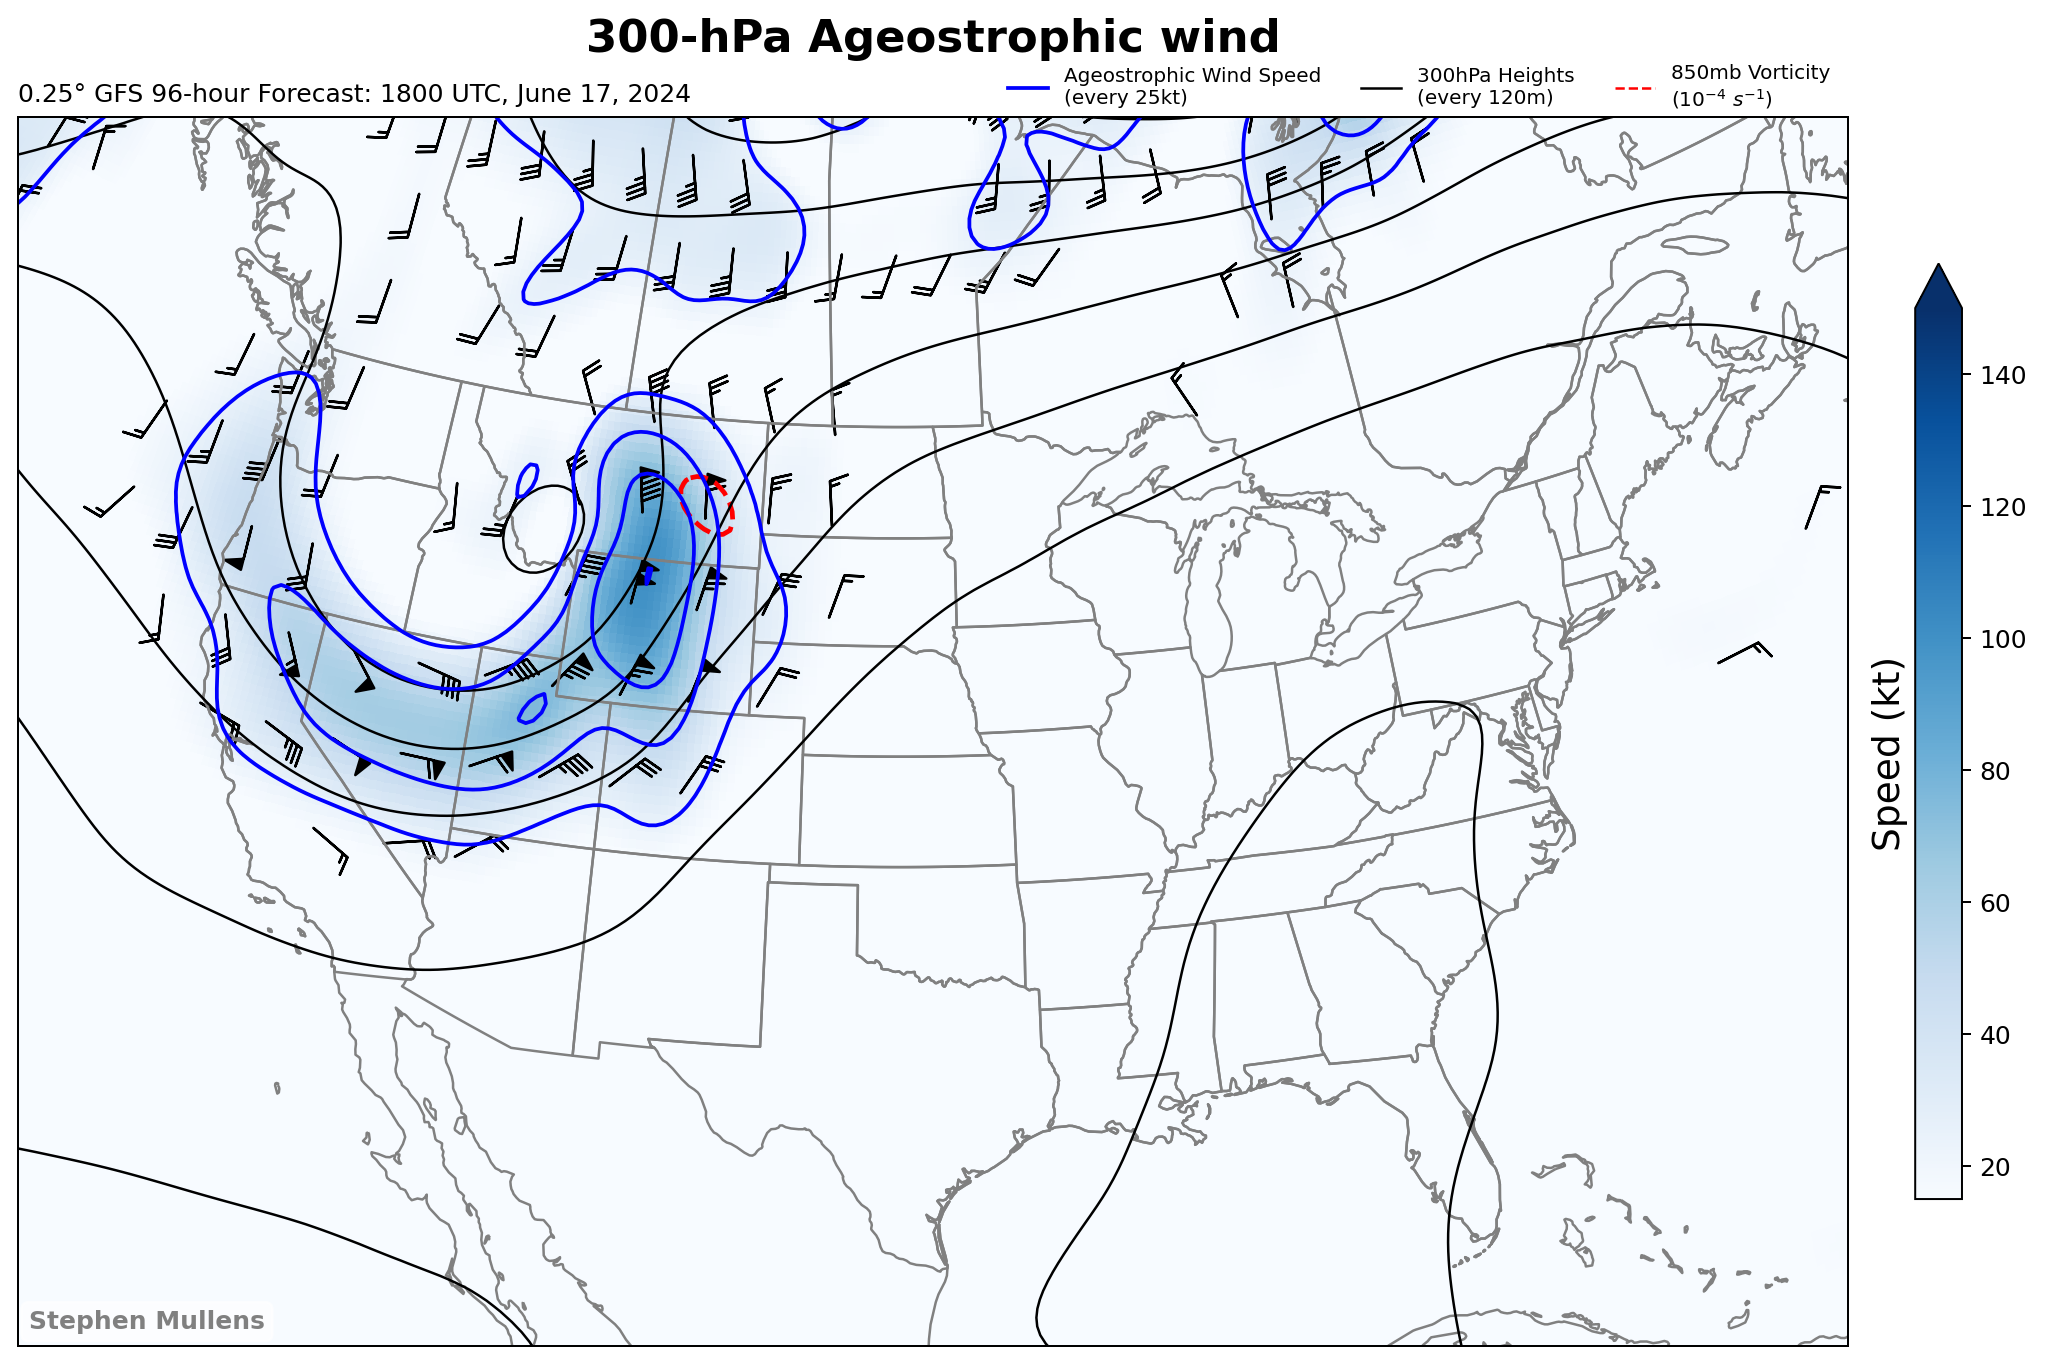 300-hPa Ageostrophic wind
0.25° GFS 96-hour Forecast: 1800 UTC, June 17, 2024
Ageostrophic Wind Speed
(every 25kt)
300hPa Heights
(every 120m)
850mb Vorticity
(10⁻⁴ s⁻¹)
140
120
100
80
60
40
20
Speed (kt)
Stephen Mullens